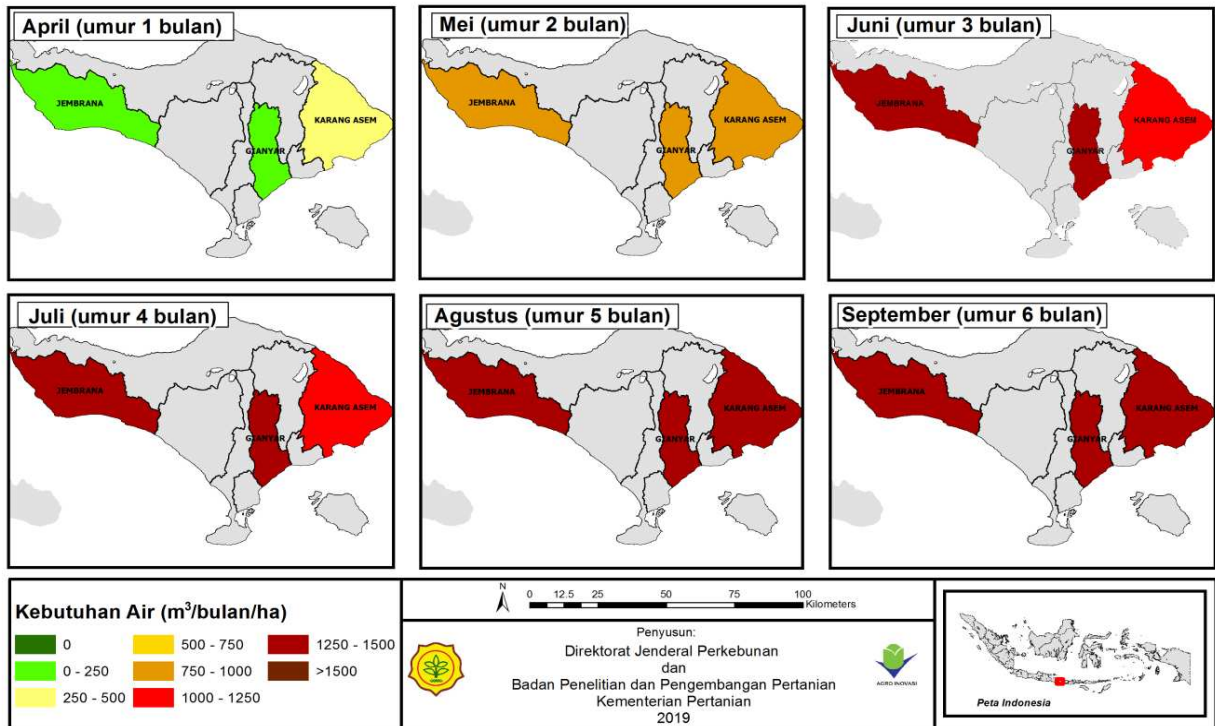 April (umur 1 bulan)
JEMBRANA
GIANYAR
KARANG ASEM
Mei (umur 2 bulan)
JEMBRANA
GIANYAR
KARANG ASEM
Juni (umur 3 bulan)
JEMBRANA
GIANYAR
KARANG ASEM
Juli (umur 4 bulan)
JEMBRANA
GIANYAR
KARANG ASEM
Agustus (umur 5 bulan)
JEMBRANA
GIANYAR
KARANG ASEM
September (umur 6 bulan)
JEMBRANA
GIANYAR
KARANG ASEM
Kebutuhan Air (m³/bulan/ha)
0
0 - 250
250 - 500
500 - 750
750 - 1000
1000 - 1250
1250 - 1500
>1500
N
0 12.5 25 50 75 100
Kilometers
Penyusun:
Direktorat Jenderal Perkebunan
dan
Badan Penelitian dan Pengembangan Pertanian
Kementerian Pertanian
2019
AGRO INOVASI
Peta Indonesia